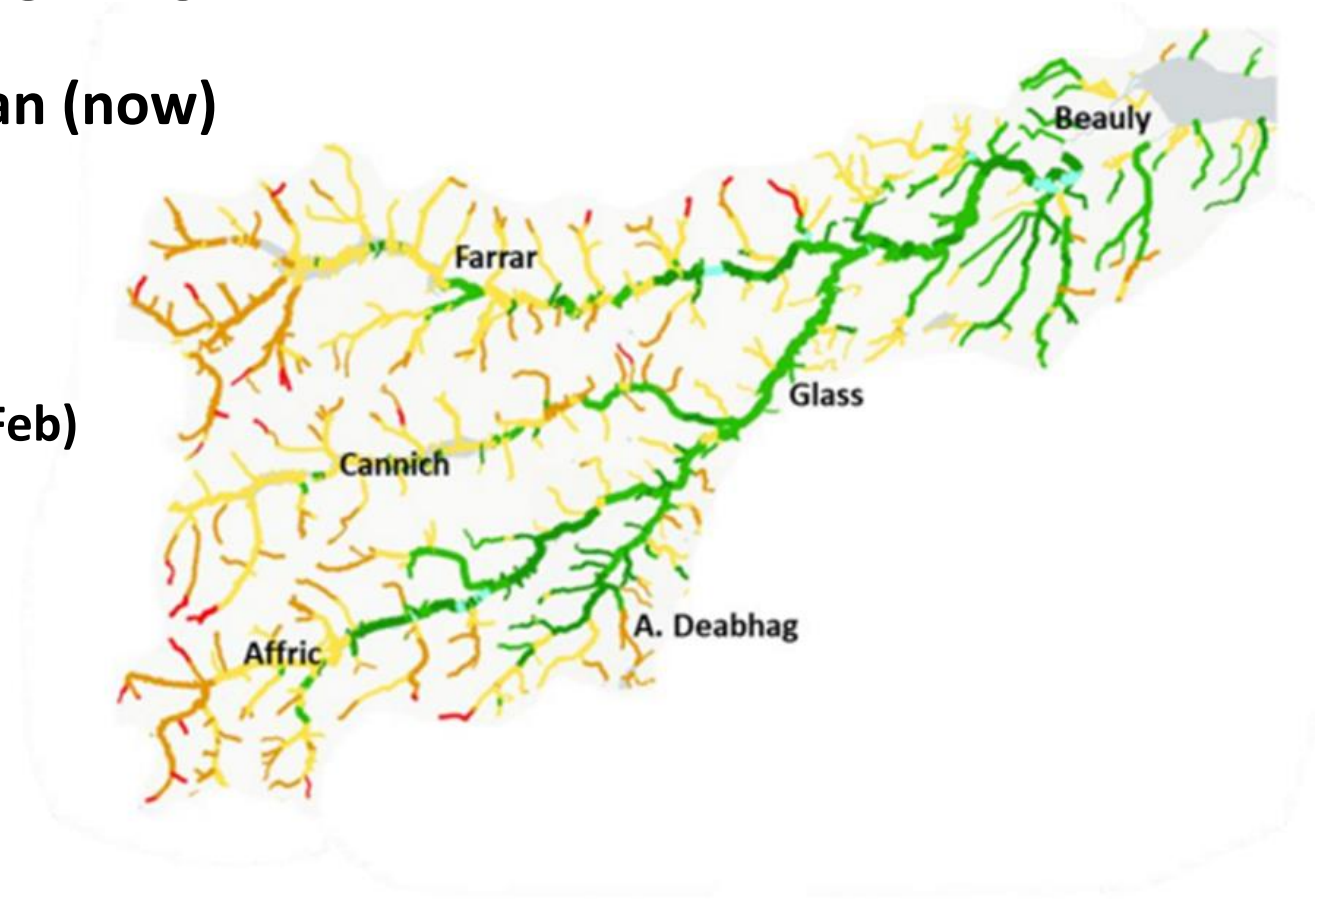 an (now)
Beauly
Farrar
Feb)
Glass
Cannich
A. Deabhag
Affric